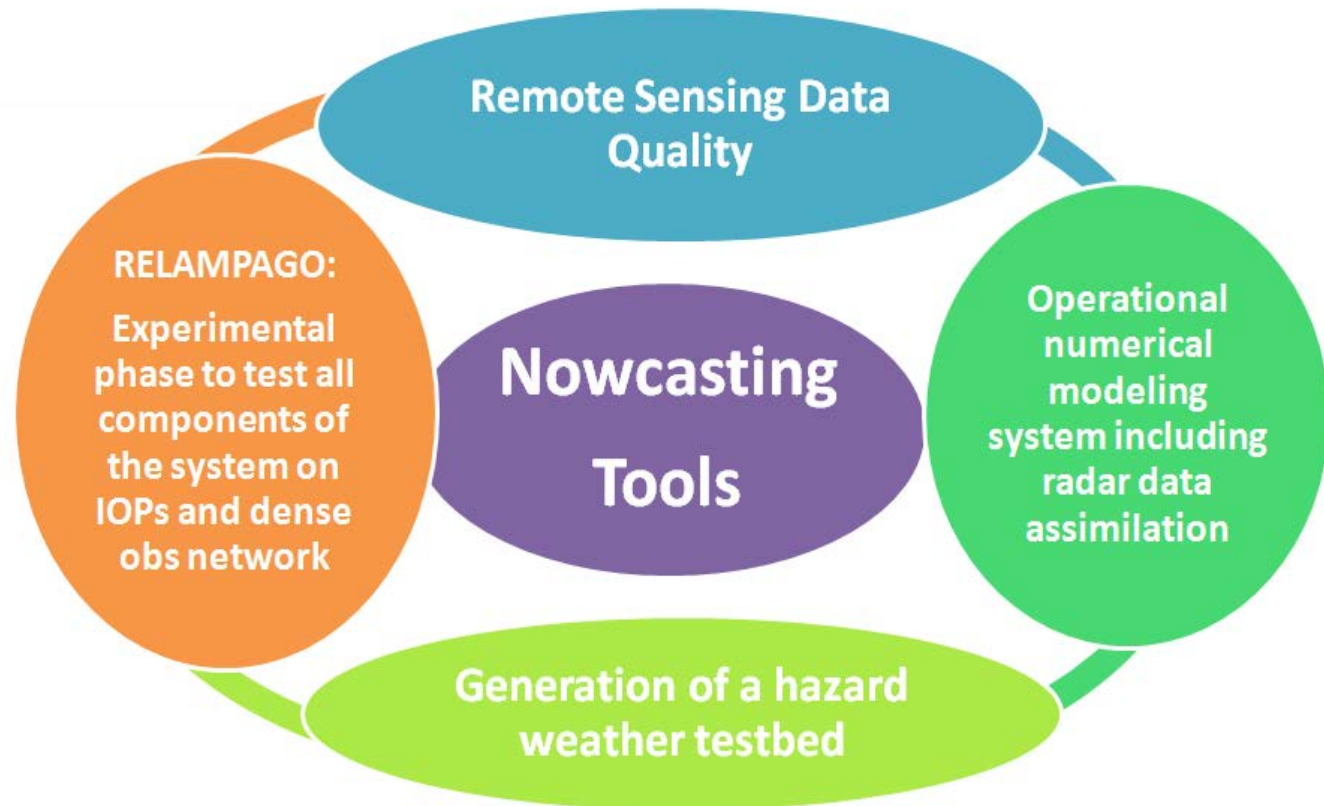 Remote Sensing Data
Quality
RELAMPAGO:
Experimental
phase to test all
components of
the system on
IOPs and dense
obs network
Nowcasting
Tools
Operational
numerical
modeling
system including
radar data
assimilation
Generation of a hazard
weather testbed